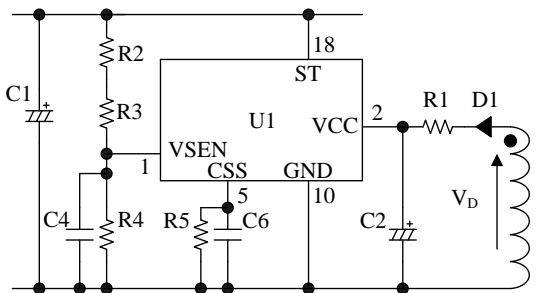 18
R2
ST
C1
+
R3
U1
R1
D1
2
VCC
VSEN
1
CSS
GND
5
10
V_D
C4
R4
R5
C6
C2
+